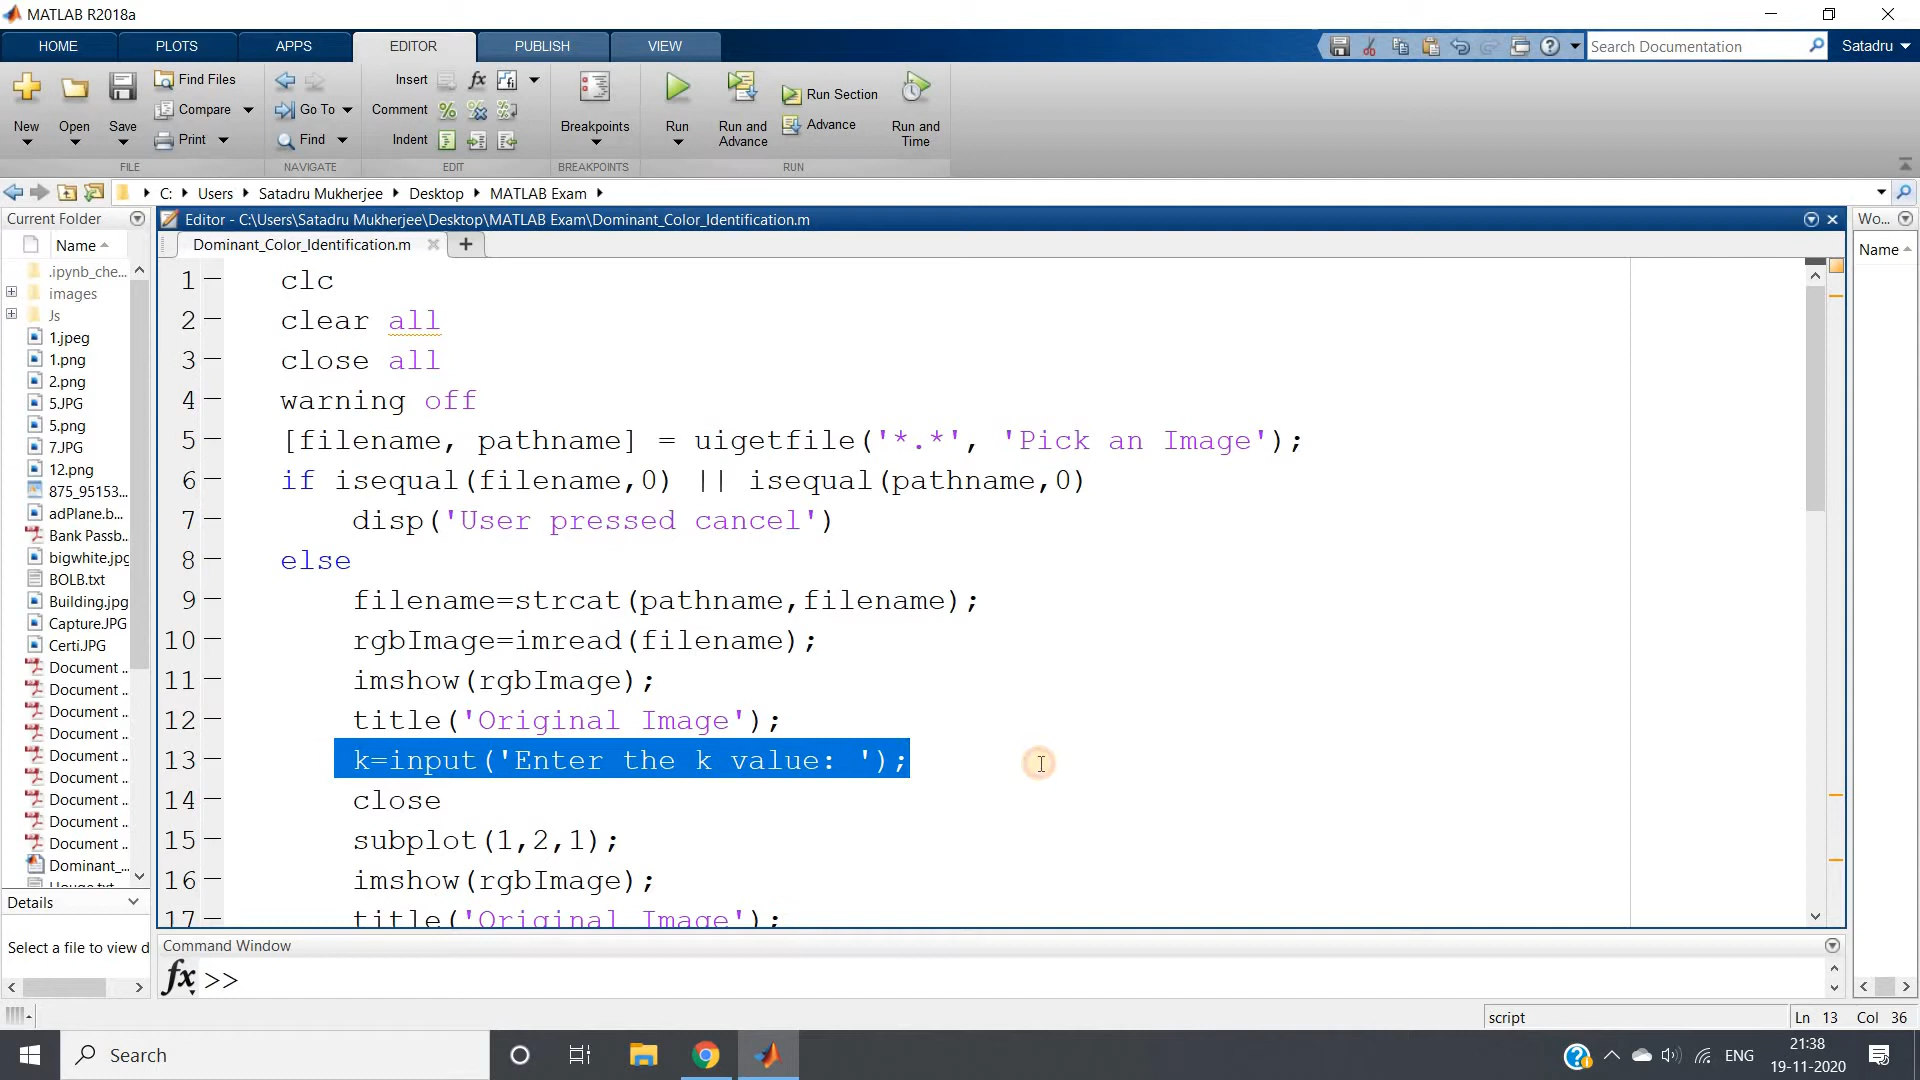 MATLAB R2018a
HOME PLOTS APPS EDITOR PUBLISH VIEW
Search Documentation
Satadru
New
Open
Save
Find Files
Compare
Print
FILE
Go To
Find
NAVIGATE
Insert
Comment
Indent
fx
EDIT
Breakpoints
BREAKPOINTS
Run
Run and Advance
Run Section
Advance
Run and Time
RUN
C: Users Satadru Mukherjee Desktop MATLAB Exam
Current Folder
Name
.ipynb_che...
images
Js
1.jpeg
1.png
2.png
5.JPG
5.png
7.JPG
12.png
875_95153...
adPlane.b...
Bank Passb...
bigwhite.jpg
BOLB.txt
Building.jpg
Capture.JPG
Certi.JPG
Document ...
Document ...
Document ...
Document ...
Document ...
Document ...
Document ...
Document ...
Document ...
Dominant_...
Details
Select a file to view d
Editor - C:\Users\Satadru Mukherjee\Desktop\MATLAB Exam\Dominant_Color_Identification.m
Dominant_Color_Identification.m
1 clc
2 clear all
3 close all
4 warning off
5 [filename, pathname] = uigetfile('*.*', 'Pick an Image');
6 if isequal(filename,0) || isequal(pathname,0)
7 disp('User pressed cancel')
8 else
9 filename=strcat(pathname,filename);
10 rgbImage=imread(filename);
11 imshow(rgbImage);
12 title('Original Image');
13 k=input('Enter the k value: ');
14 close
15 subplot(1,2,1);
16 imshow(rgbImage);
17 title('Original Image');
Command Window
fx >>
Wo...
Name
script
Ln 13 Col 36
Search
ENG
21:38
19-11-2020